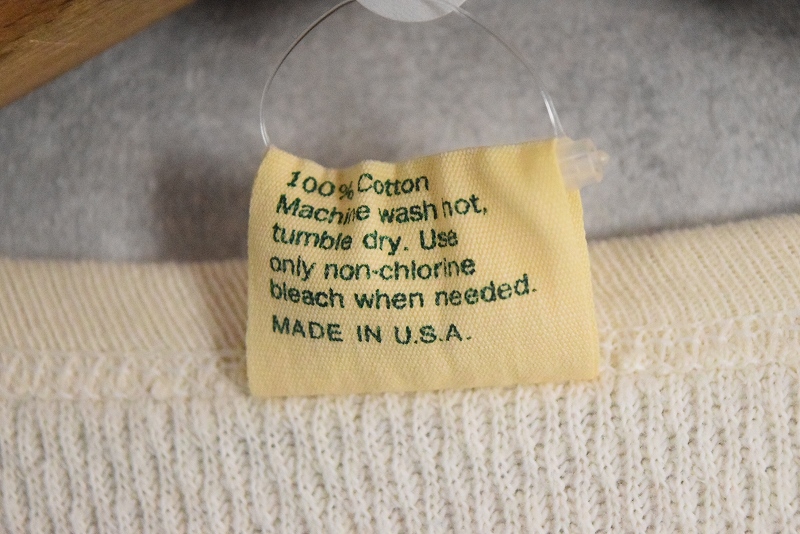 100% Cotton
Machine wash hot,
tumble dry. Use
only non-chlorine
bleach when needed.
MADE IN U.S.A.